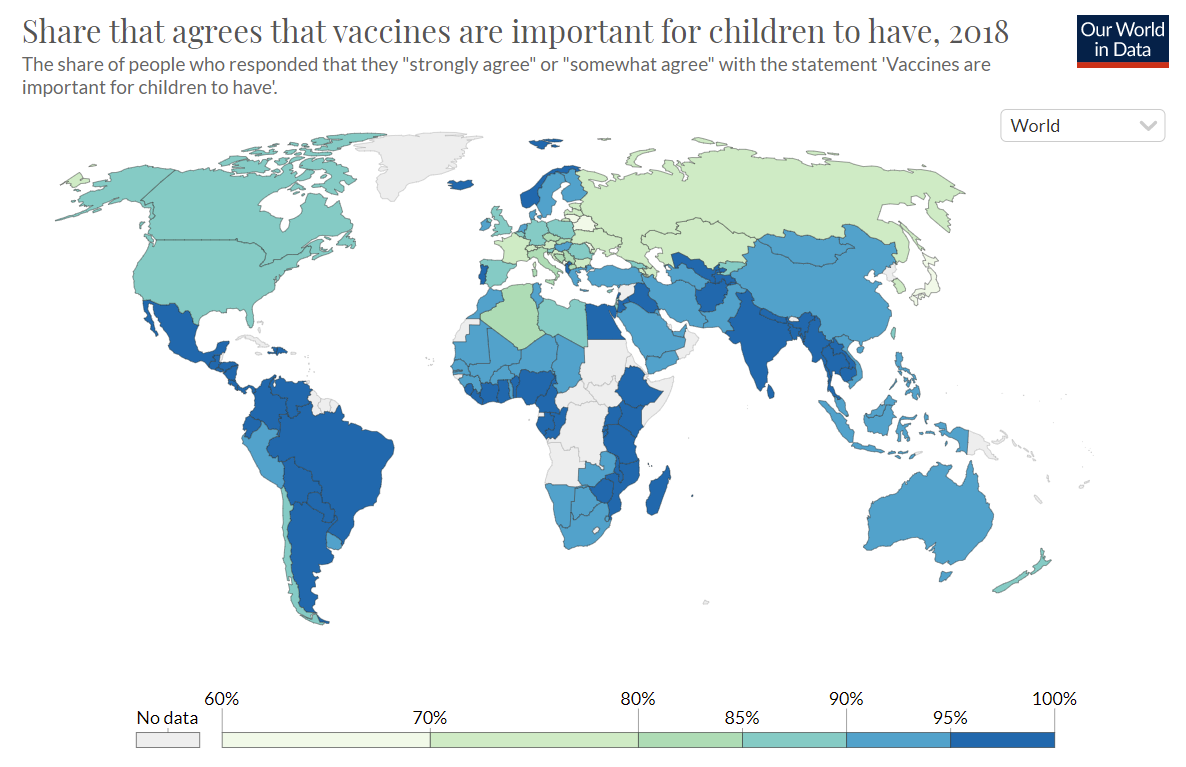 Share that agrees that vaccines are important for children to have, 2018
Our World
in Data
The share of people who responded that they "strongly agree" or "somewhat agree" with the statement 'Vaccines are
important for children to have'.
World
60%
80%
90%
100%
No data
70%
85%
95%